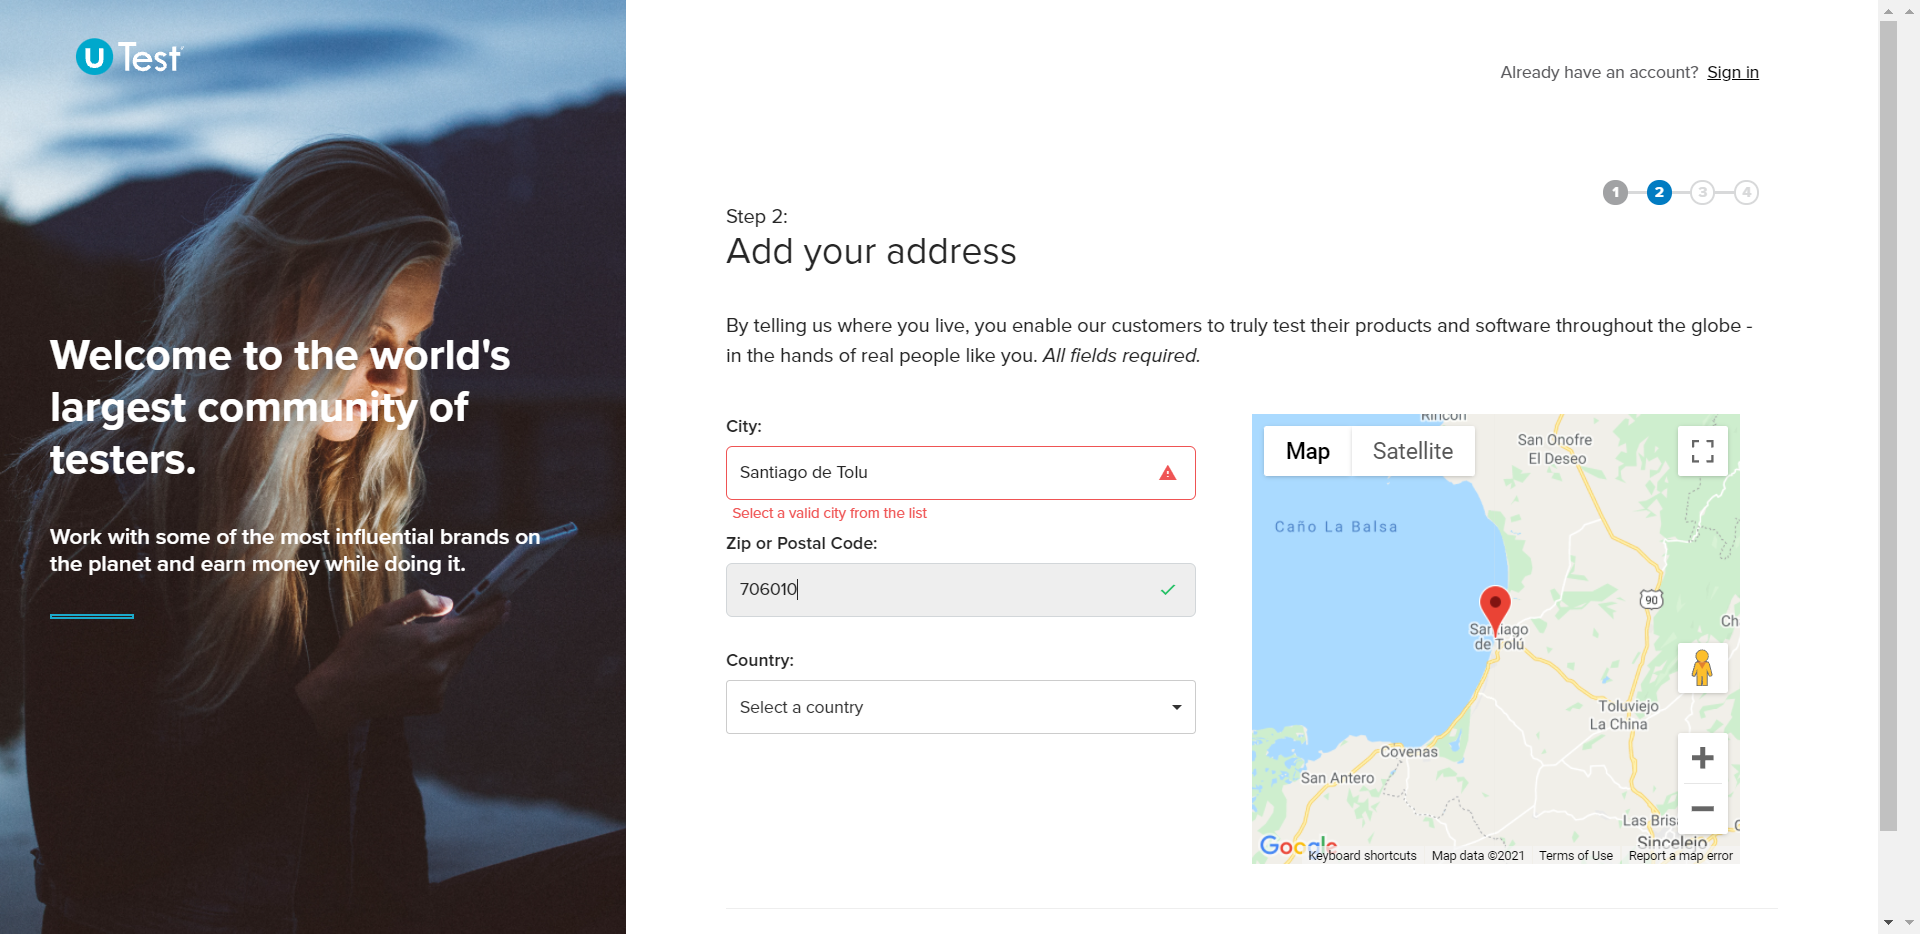 U Test
Already have an account? Sign in
1 2 3 4
Step 2:
Add your address
By telling us where you live, you enable our customers to truly test their products and software throughout the globe -
in the hands of real people like you. All fields required.
Welcome to the world's
largest community of
testers.
Work with some of the most influential brands on
the planet and earn money while doing it.
City:
Santiago de Tolu
Select a valid city from the list
Zip or Postal Code:
706010
Country:
Select a country
Rincón
Map
Satellite
San Onofre
El Deseo
Caño La Balsa
90
Santiago
de Tolú
Toluviejo
La China
Covenas
San Antero
Sincelejo
Google
Keyboard shortcuts
Map data ©2021
Terms of Use
Report a map error